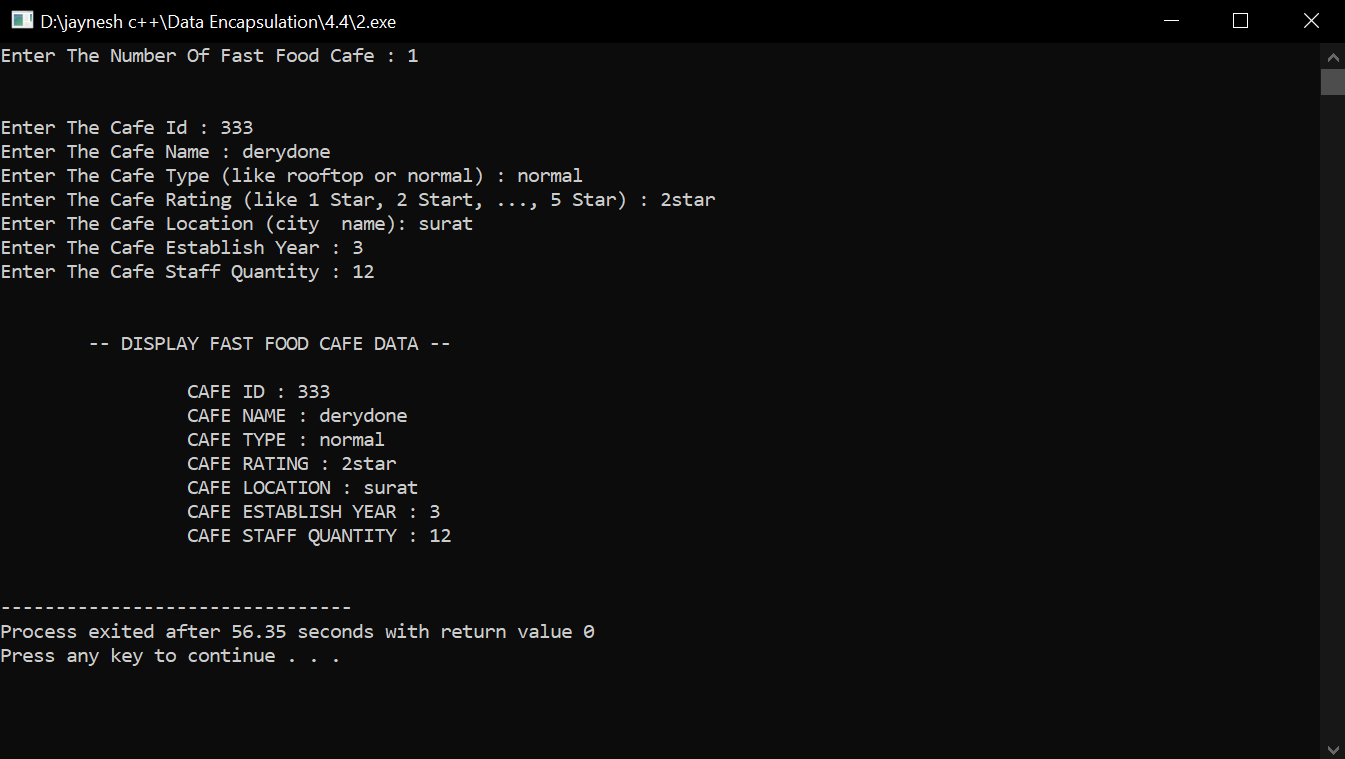 D:\jaynesh c++\Data Encapsulation\4.4\2.exe
Enter The Number Of Fast Food Cafe : 1
Enter The Cafe Id : 333
Enter The Cafe Name : derydone
Enter The Cafe Type (like rooftop or normal) : normal
Enter The Cafe Rating (like 1 Star, 2 Start, ..., 5 Star) : 2star
Enter The Cafe Location (city  name): surat
Enter The Cafe Establish Year : 3
Enter The Cafe Staff Quantity : 12
-- DISPLAY FAST FOOD CAFE DATA --
CAFE ID : 333
CAFE NAME : derydone
CAFE TYPE : normal
CAFE RATING : 2star
CAFE LOCATION : surat
CAFE ESTABLISH YEAR : 3
CAFE STAFF QUANTITY : 12
--------------------------------
Process exited after 56.35 seconds with return value 0
Press any key to continue . . .